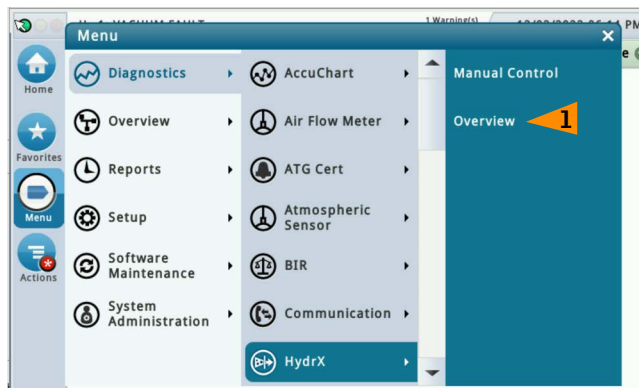 1 Warning(s)
PM
Menu
×
e
Home
Favorites
Menu
Actions
Diagnostics
Overview
Reports
Setup
Software
Maintenance
System
Administration
AccuChart
Air Flow Meter
ATG Cert
Atmospheric
Sensor
BIR
Communication
HydrX
Manual Control
Overview
1